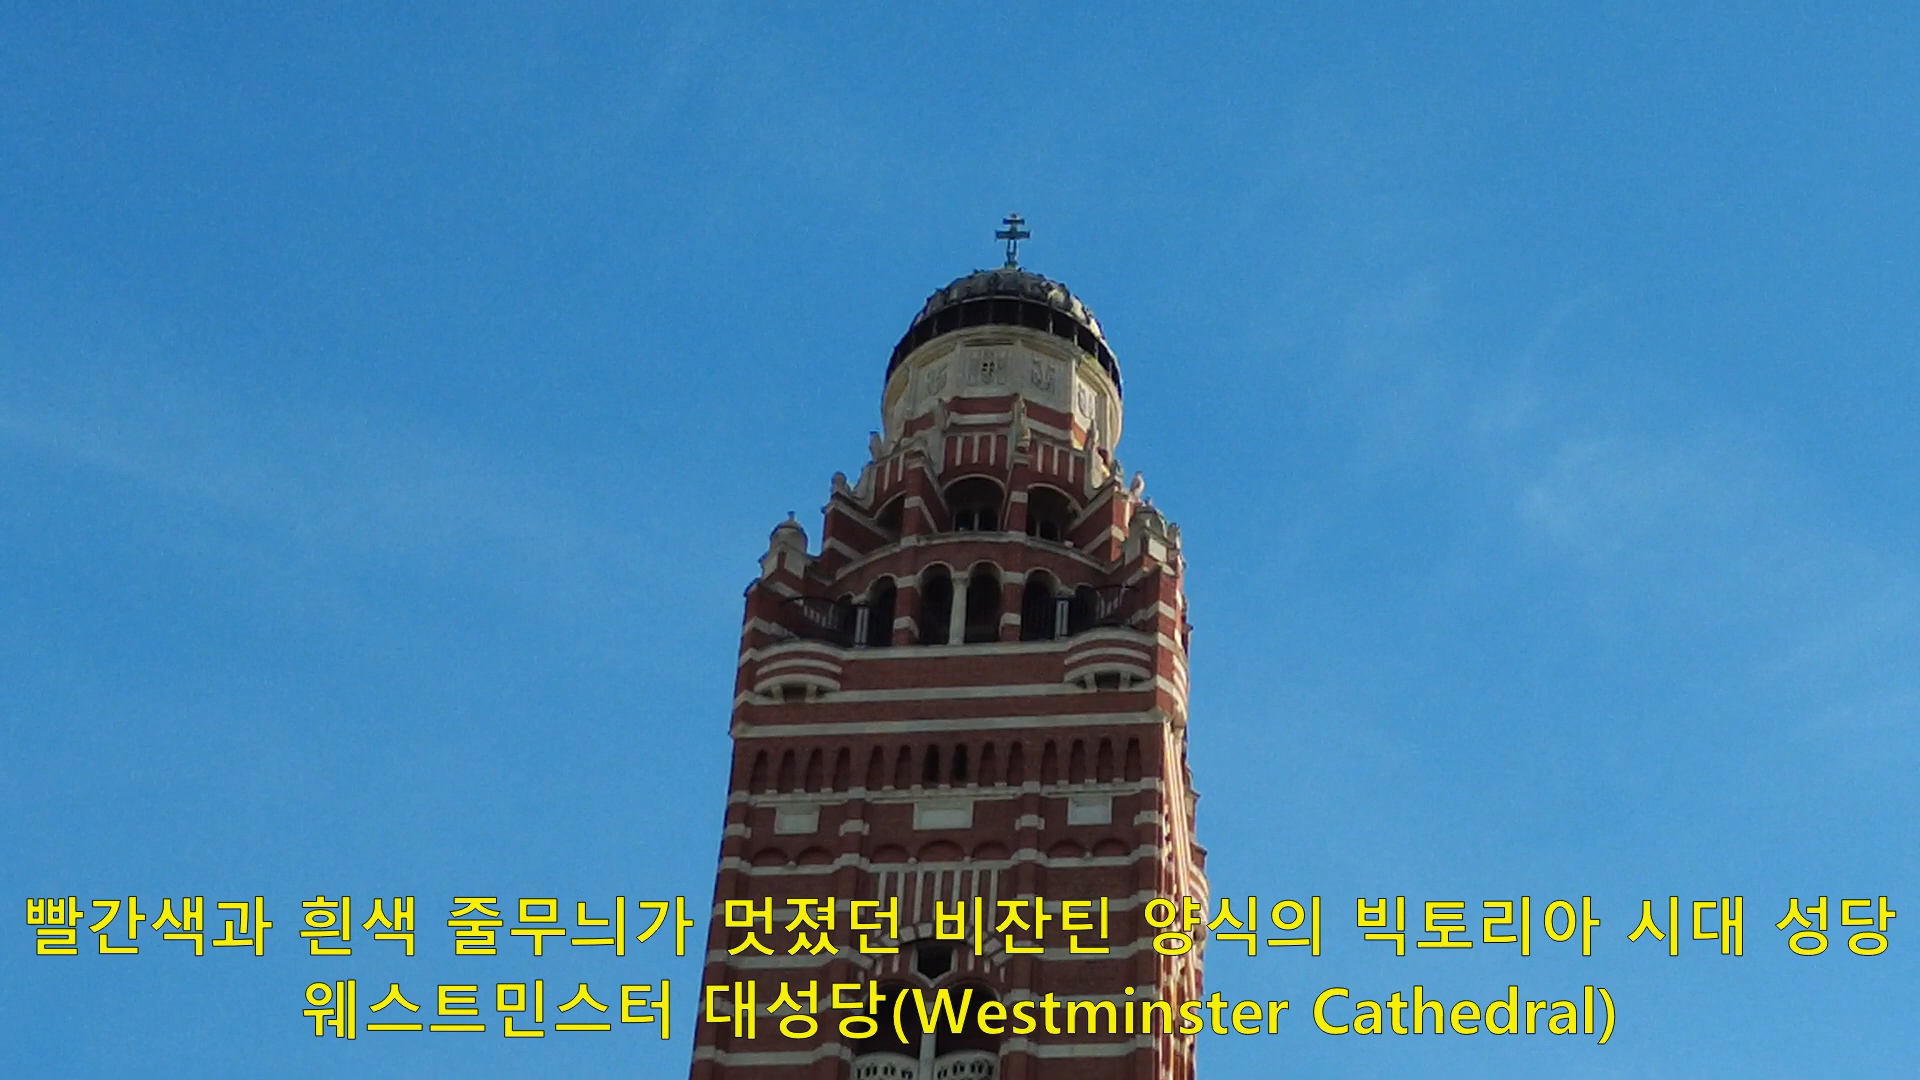 빨간색과 흰색 줄무늬가 멋졌던 비잔틴 양식의 빅토리아 시대 성당
웨스트민스터 대성당(Westminster Cathedral)